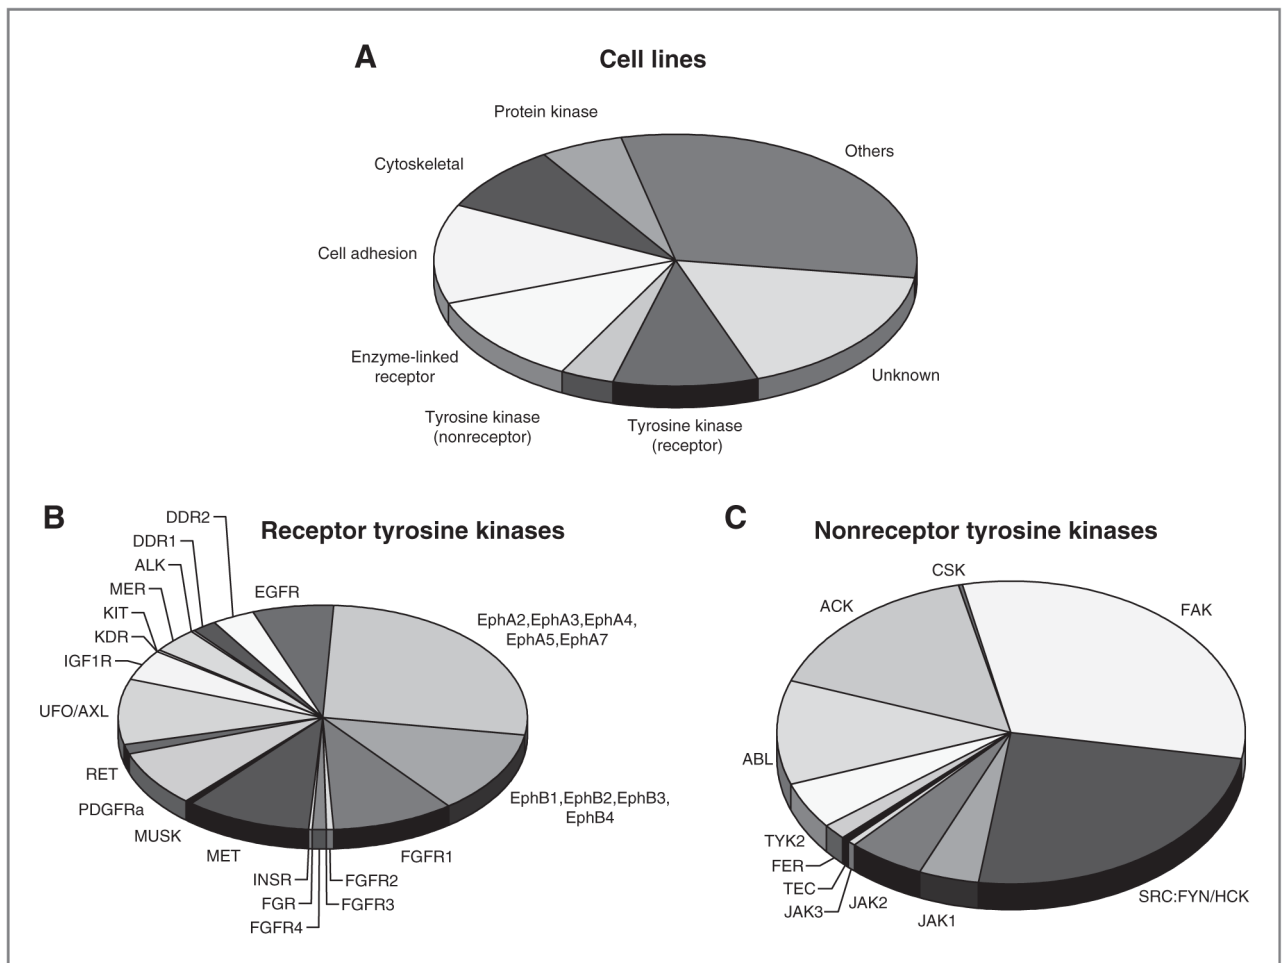 A
Cell lines
Protein kinase
Others
Cytoskeletal
Cell adhesion
Enzyme-linked
receptor
Unknown
Tyrosine kinase
(nonreceptor)
Tyrosine kinase
(receptor)
B
Receptor tyrosine kinases
DDR2
DDR1
ALK
MER
KIT
KDR
IGF1R
UFO/AXL
RET
PDGFRa
MUSK
MET
INSR
FGR
FGFR4
FGFR3
FGFR2
FGFR1
EphB1,EphB2,EphB3,
EphB4
EphA2,EphA3,EphA4,
EphA5,EphA7
EGFR
C
Nonreceptor tyrosine kinases
CSK
ACK
FAK
ABL
TYK2
FER
TEC
JAK3
JAK2
JAK1
SRC:FYN/HCK